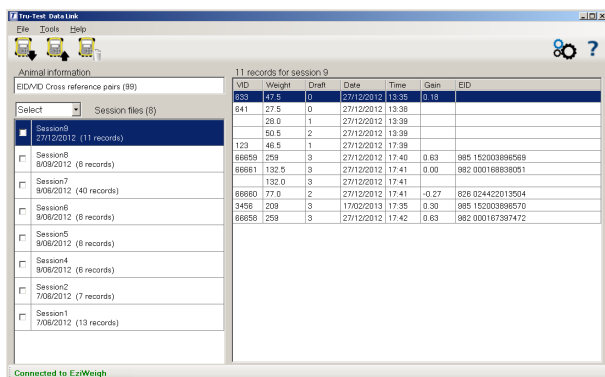 Tru-Test Data Link
File Tools Help
?
Animal information
EID/VID Cross reference pairs (99)
Select Session files (8)
Session9
27/12/2012 (11 records)
Session8
8/09/2012 (8 records)
Session7
9/06/2012 (40 records)
Session6
9/08/2012 (8 records)
Session5
9/06/2012 (8 records)
Session4
9/06/2012 (6 records)
Session2
7/06/2012 (7 records)
Session1
7/06/2012 (13 records)
11 records for session 9
VID Weight Draft Date Time Gain EID
633 47.5 0 27/12/2012 13:35 0.18
641 27.5 0 27/12/2012 13:38
28.0 1 27/12/2012 13:39
50.5 2 27/12/2012 13:39
123 46.5 1 27/12/2012 17:39
66659 259 3 27/12/2012 17:40 0.63 985 152003896569
66661 132.5 3 27/12/2012 17:41 0.00 982 000168838051
132.0 3 27/12/2012 17:41
66660 77.0 2 27/12/2012 17:41 -0.27 826 024422013504
3456 209 3 17/02/2013 17:35 0.30 985 152003896570
66658 259 3 27/12/2012 17:42 0.63 982 000167397472
Connected to EziWeigh